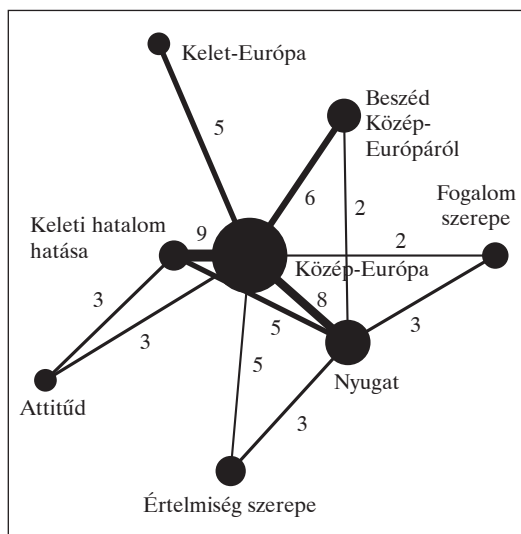 Kelet-Európa
5
Beszéd
Közép-
Európáról
6
2
Fogalom
szerepe
Keleti hatalom
hatása
9
2
Közép-Európa
3
8
5
3
3
5
Nyugat
Attitűd
3
Értelmiség szerepe